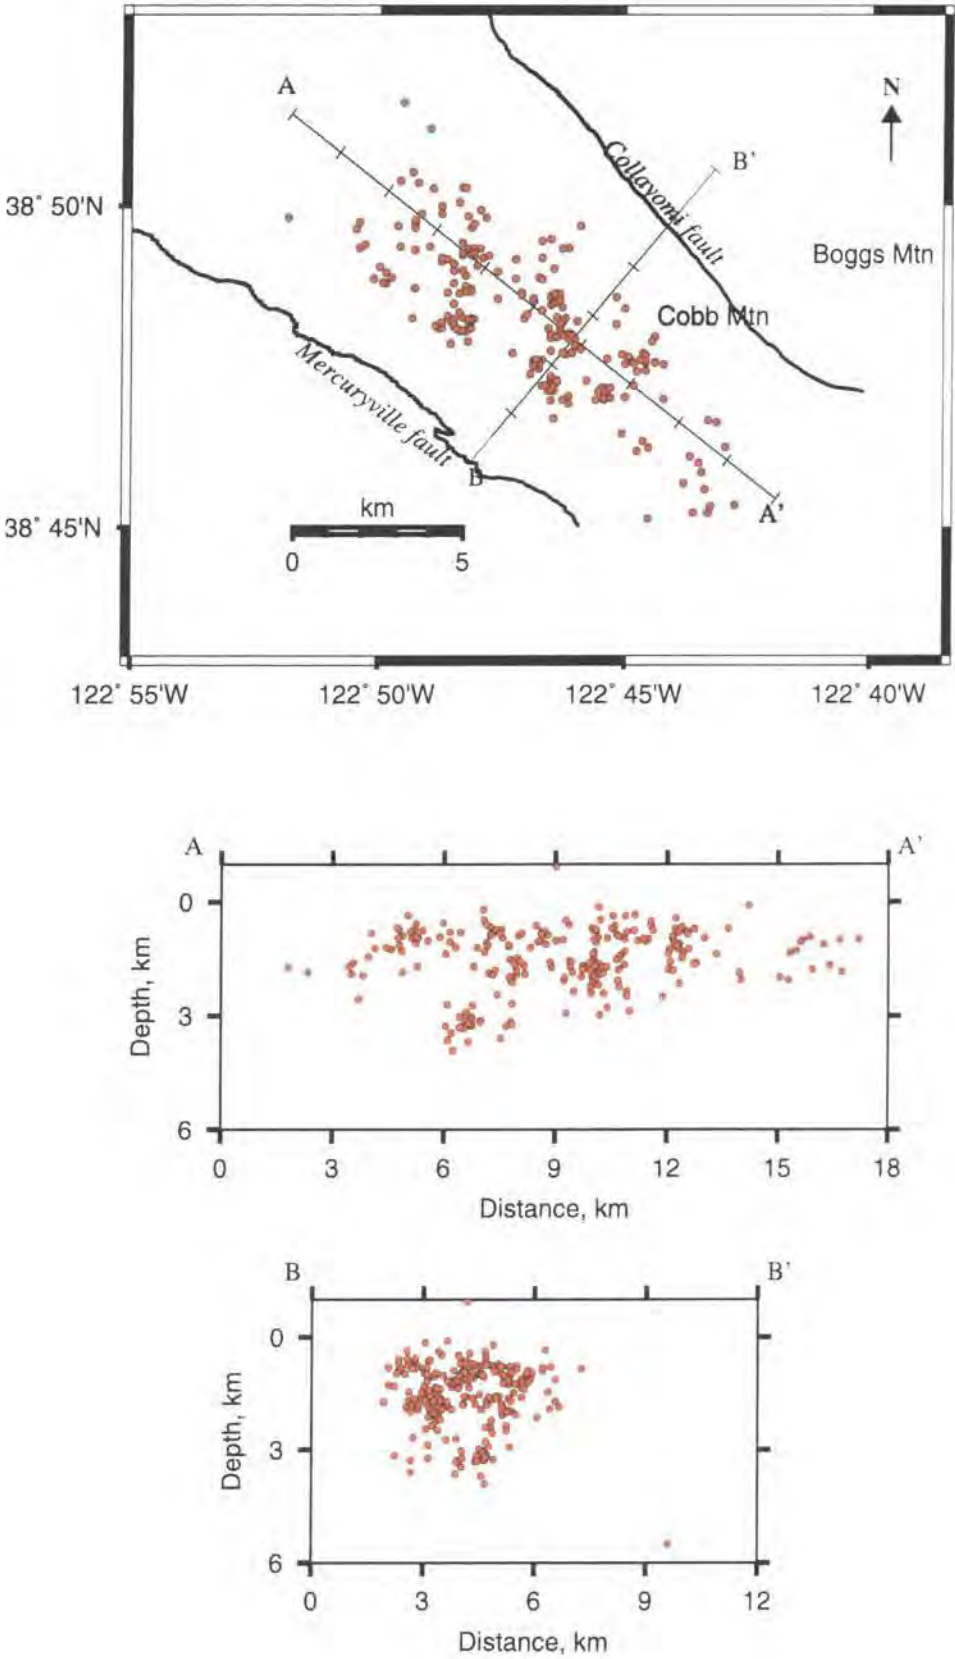 A
N
B'
Collayomi fault
38° 50'N
Boggs Mtn
Cobb Mtn
Mercuryville fault
B
A'
km
38° 45'N
0 5
122° 55'W 122° 50'W 122° 45'W 122° 40'W
A A'
0
Depth, km
3
6
0 3 6 9 12 15 18
Distance, km
B B'
0
Depth, km
3
6
0 3 6 9 12
Distance, km